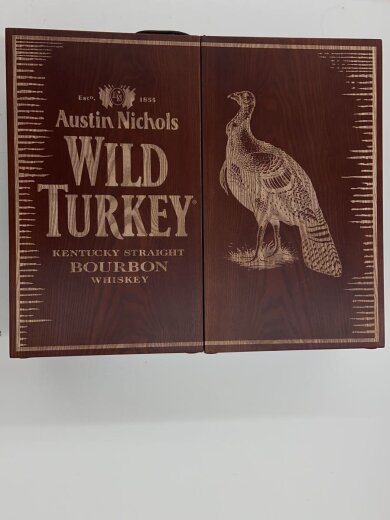 ESTD. 1855
Austin Nichols
WILD
TURKEY®
KENTUCKY STRAIGHT
BOURBON
WHISKEY